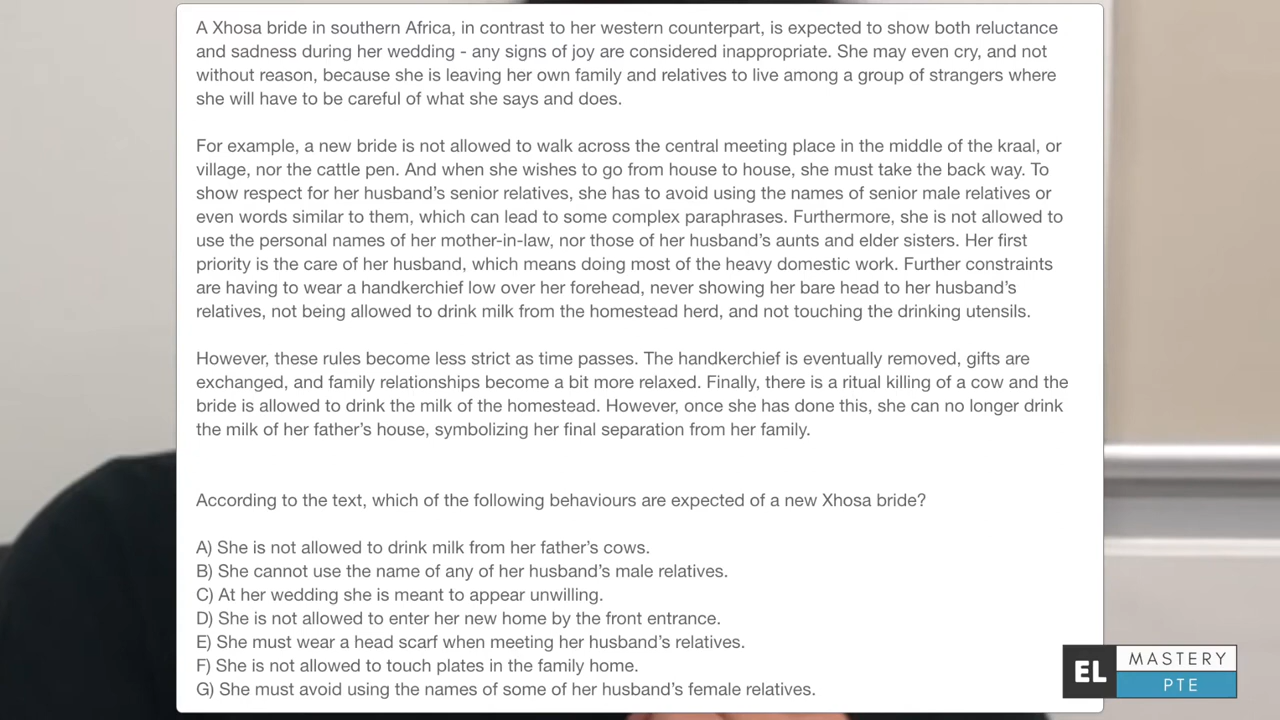 A Xhosa bride in southern Africa, in contrast to her western counterpart, is expected to show both reluctance
and sadness during her wedding - any signs of joy are considered inappropriate. She may even cry, and not
without reason, because she is leaving her own family and relatives to live among a group of strangers where
she will have to be careful of what she says and does.
For example, a new bride is not allowed to walk across the central meeting place in the middle of the kraal, or
village, nor the cattle pen. And when she wishes to go from house to house, she must take the back way. To
show respect for her husband's senior relatives, she has to avoid using the names of senior male relatives or
even words similar to them, which can lead to some complex paraphrases. Furthermore, she is not allowed to
use the personal names of her mother-in-law, nor those of her husband's aunts and elder sisters. Her first
priority is the care of her husband, which means doing most of the heavy domestic work. Further constraints
are having to wear a handkerchief low over her forehead, never showing her bare head to her husband's
relatives, not being allowed to drink milk from the homestead herd, and not touching the drinking utensils.
However, these rules become less strict as time passes. The handkerchief is eventually removed, gifts are
exchanged, and family relationships become a bit more relaxed. Finally, there is a ritual killing of a cow and the
bride is allowed to drink the milk of the homestead. However, once she has done this, she can no longer drink
the milk of her father's house, symbolizing her final separation from her family.
According to the text, which of the following behaviours are expected of a new Xhosa bride?
A) She is not allowed to drink milk from her father's cows.
B) She cannot use the name of any of her husband's male relatives.
C) At her wedding she is meant to appear unwilling.
D) She is not allowed to enter her new home by the front entrance.
E) She must wear a head scarf when meeting her husband's relatives.
F) She is not allowed to touch plates in the family home.
G) She must avoid using the names of some of her husband's female relatives.
EL MASTERY
PTE